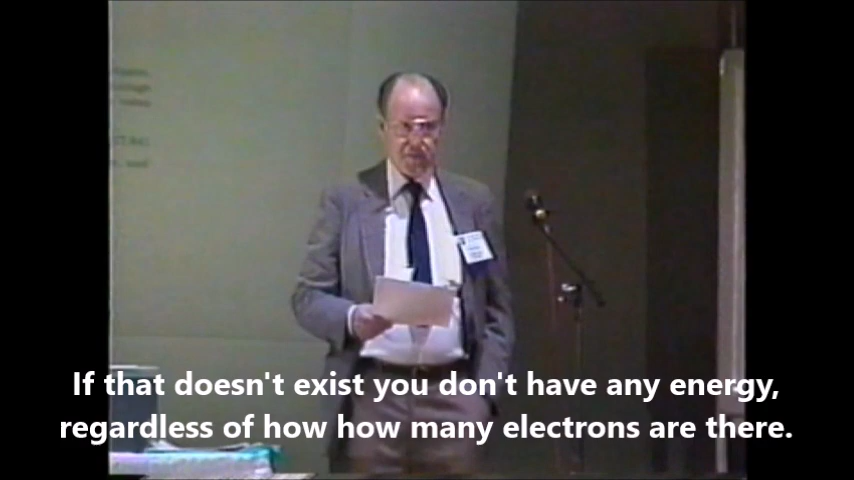 If that doesn't exist you don't have any energy,
regardless of how how many electrons are there.